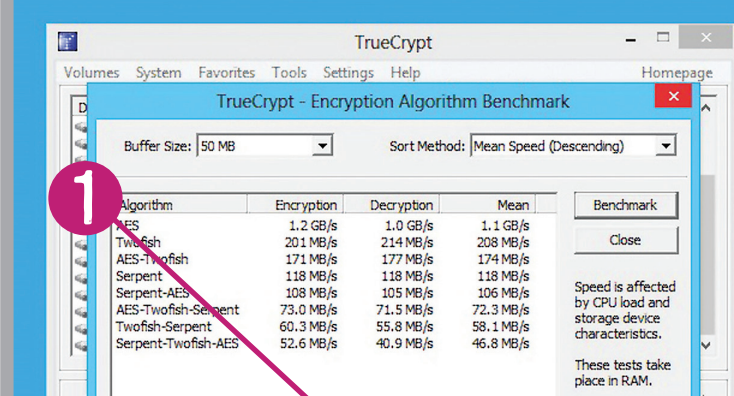 TrueCrypt
Volumes System Favorites Tools Settings Help Homepage
D
TrueCrypt - Encryption Algorithm Benchmark
Buffer Size: 50 MB Sort Method: Mean Speed (Descending)
1
Algorithm Encryption Decryption Mean
AES 1.2 GB/s 1.0 GB/s 1.1 GB/s
Twofish 201 MB/s 214 MB/s 208 MB/s
AES-Twofish 171 MB/s 177 MB/s 174 MB/s
Serpent 118 MB/s 118 MB/s 118 MB/s
Serpent-AES 108 MB/s 105 MB/s 106 MB/s
AES-Twofish-Serpent 73.0 MB/s 71.5 MB/s 72.3 MB/s
Twofish-Serpent 60.3 MB/s 55.8 MB/s 58.1 MB/s
Serpent-Twofish-AES 52.6 MB/s 40.9 MB/s 46.8 MB/s
Benchmark
Close
Speed is affected
by CPU load and
storage device
characteristics.
These tests take
place in RAM.